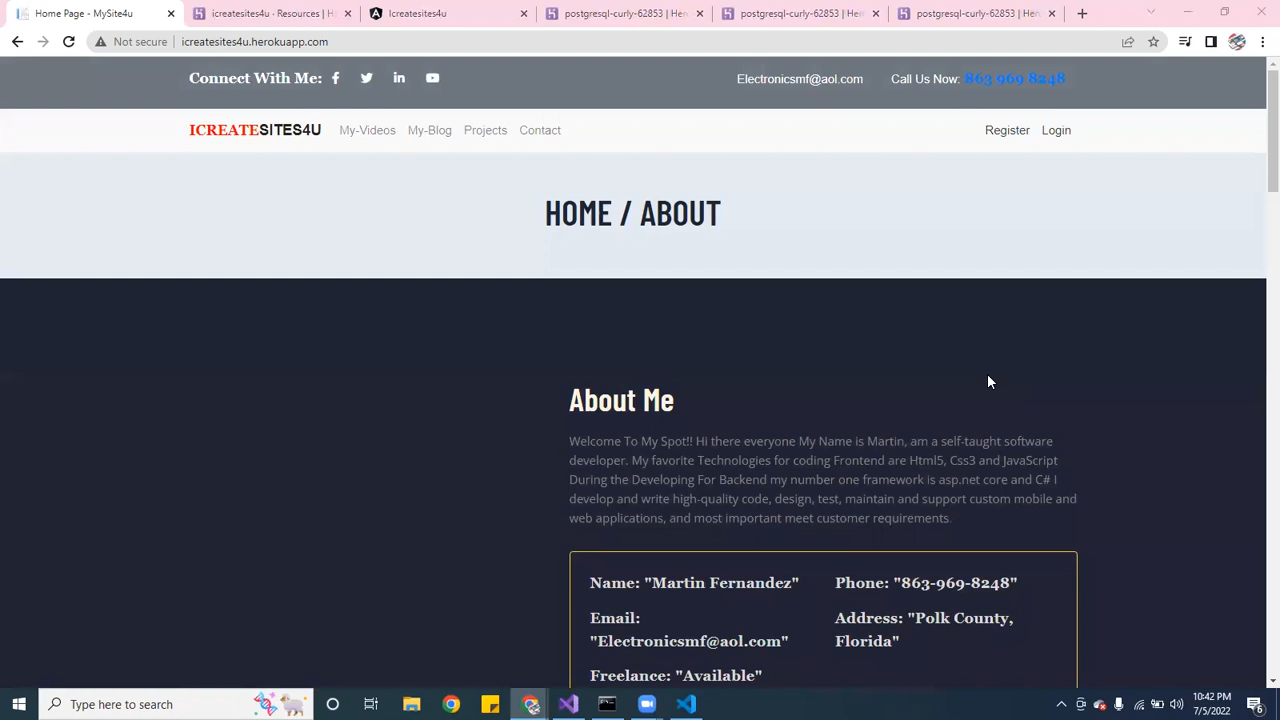 Home Page - MySite4u
icreatesites4u - Resources | H
Icreatesites4u
postgresql-curly-62853 | Her
postgresql-curly-62853 | Her
postgresql-curly-62853 | Her
Not secure
icreatesites4u.herokuapp.com
Connect With Me:
Electronicsmf@aol.com
Call Us Now: 863 969 8248
ICREATESITES4U
My-Videos
My-Blog
Projects
Contact
Register
Login
HOME / ABOUT
About Me
Welcome To My Spot!! Hi there everyone My Name is Martin, am a self-taught software
developer. My favorite Technologies for coding Frontend are Html5, Css3 and JavaScript
During the Developing For Backend my number one framework is asp.net core and C# I
develop and write high-quality code, design, test, maintain and support custom mobile and
web applications, and most important meet customer requirements.
Name: "Martin Fernandez"
Phone: "863-969-8248"
Email:
"Electronicsmf@aol.com"
Address: "Polk County,
Florida"
Freelance: "Available"
Type here to search
10:42 PM
7/5/2022
6